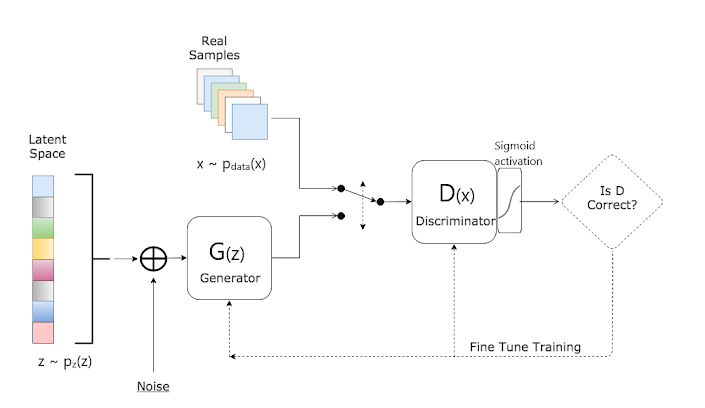 Real
Samples
x ~ pdata(x)
Latent
Space
z ~ pz(z)
Noise
G(z)
Generator
D(x)
Discriminator
Sigmoid
activation
Is D
Correct?
Fine Tune Training